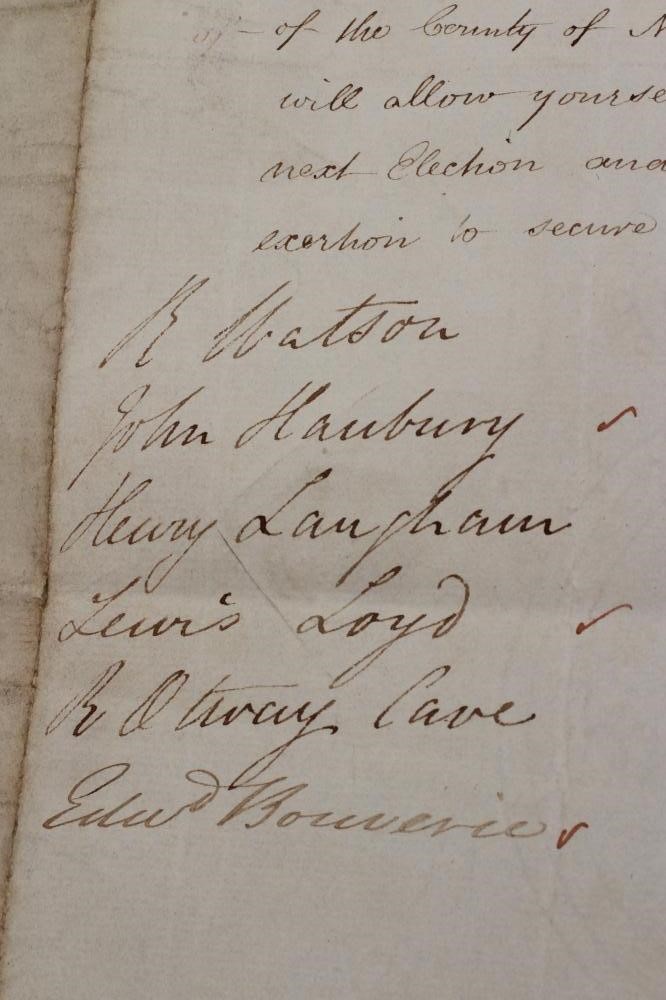 of the County of N
will allow yourse
next Election and
exertion to secure
R Watson
John Hanbury
Henry Langham
Lewis Loyd
R Otway Cave
Edwd Bouverie